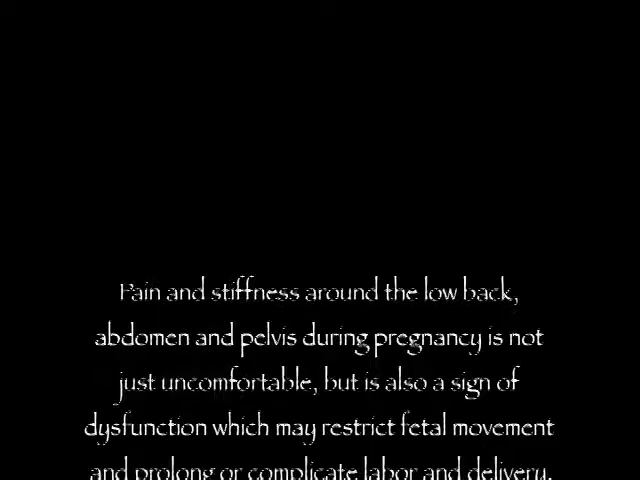 Pain and stiffness around the low back,
abdomen and pelvis during pregnancy is not
just uncomfortable, but is also a sign of
dysfunction which may restrict fetal movement
and prolong or complicate labor and delivery.